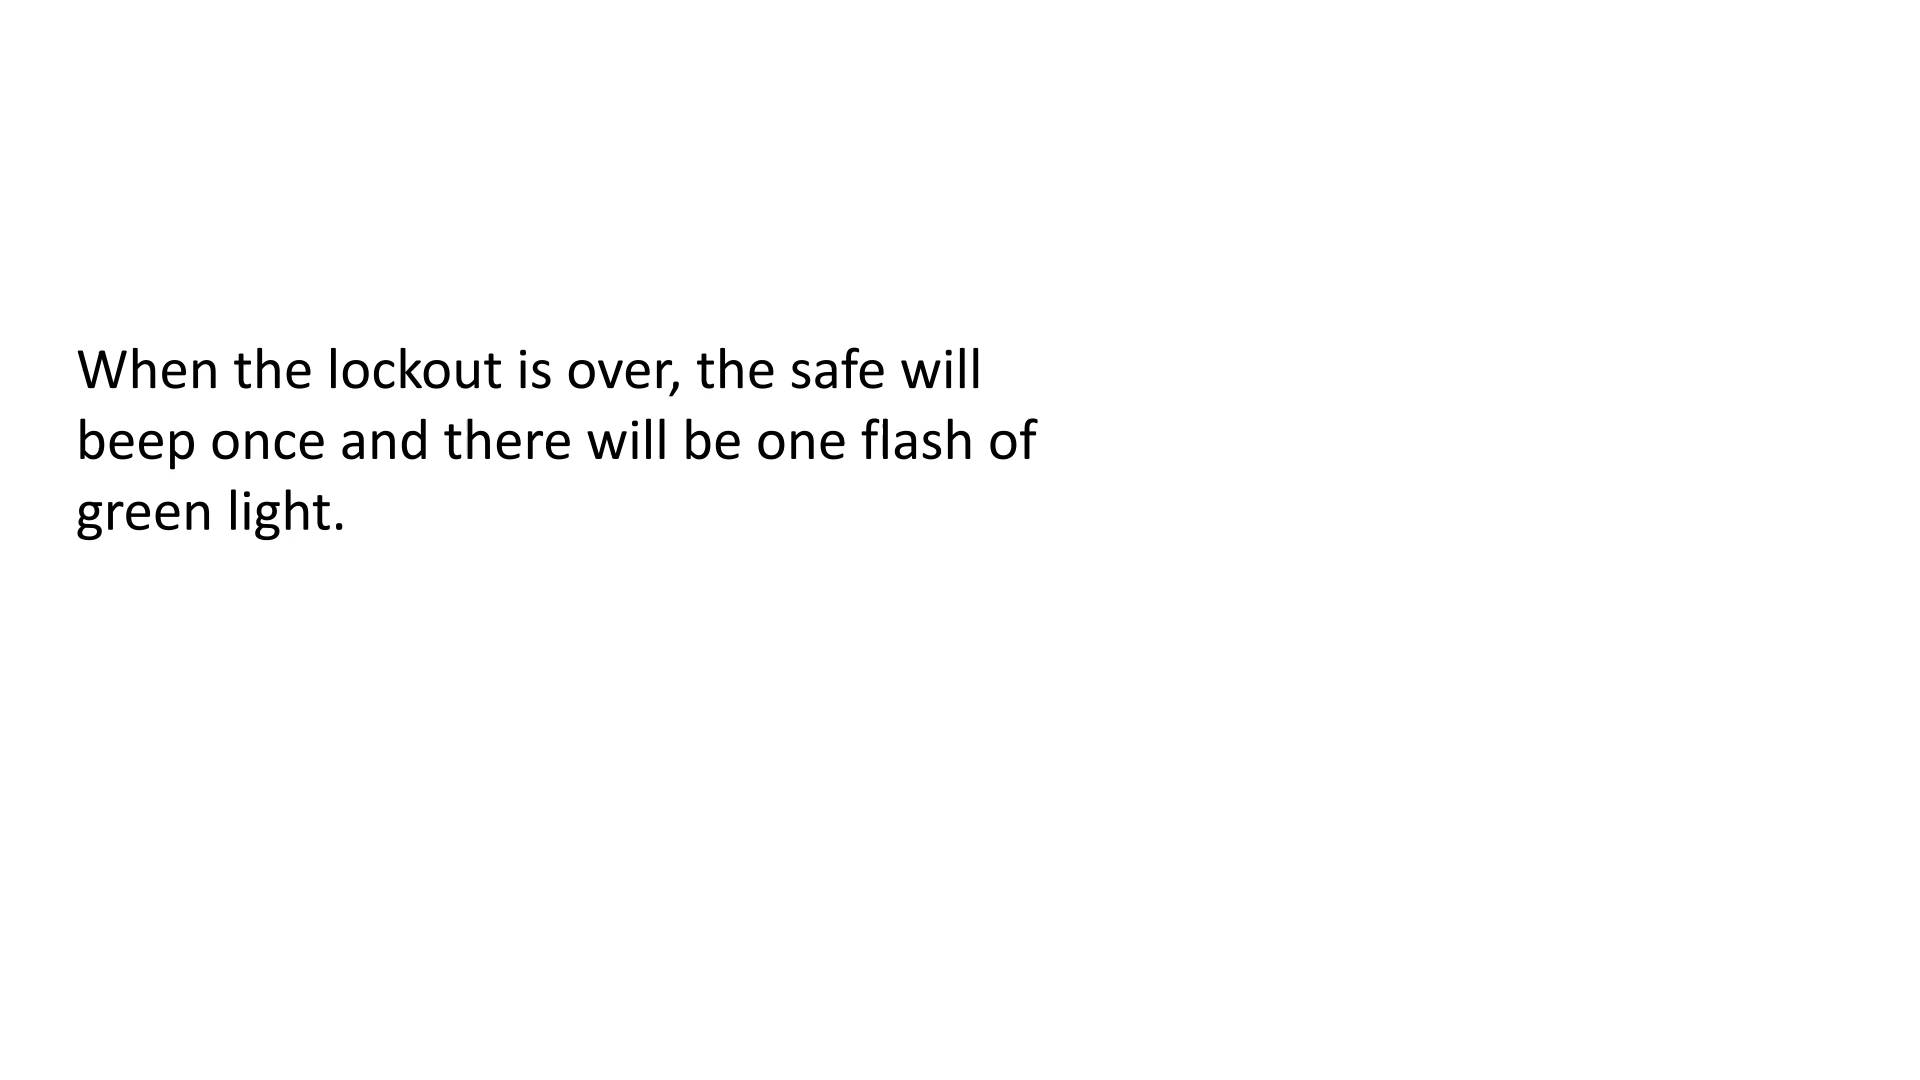 When the lockout is over, the safe will
beep once and there will be one flash of
green light.